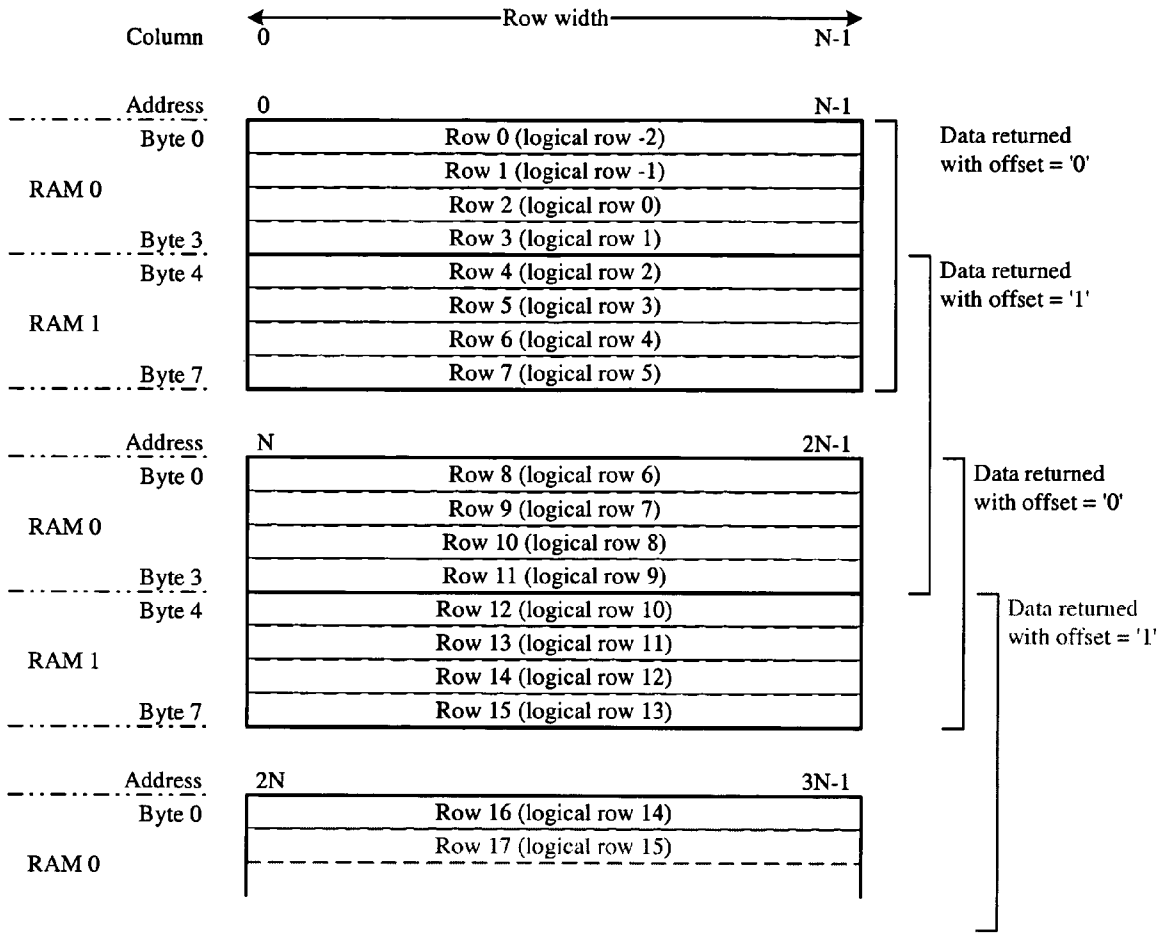 Row width
Column 0 N-1
Address 0 N-1
Byte 0 Row 0 (logical row -2) Data returned
Row 1 (logical row -1) with offset = '0'
RAM 0 Row 2 (logical row 0)
Byte 3 Row 3 (logical row 1)
Byte 4 Row 4 (logical row 2) Data returned
Row 5 (logical row 3) with offset = '1'
RAM 1 Row 6 (logical row 4)
Byte 7 Row 7 (logical row 5)
Address N 2N-1
Byte 0 Row 8 (logical row 6) Data returned
Row 9 (logical row 7) with offset = '0'
RAM 0 Row 10 (logical row 8)
Byte 3 Row 11 (logical row 9)
Byte 4 Row 12 (logical row 10) Data returned
Row 13 (logical row 11) with offset = '1'
RAM 1 Row 14 (logical row 12)
Byte 7 Row 15 (logical row 13)
Address 2N 3N-1
Byte 0 Row 16 (logical row 14)
Row 17 (logical row 15)
RAM 0